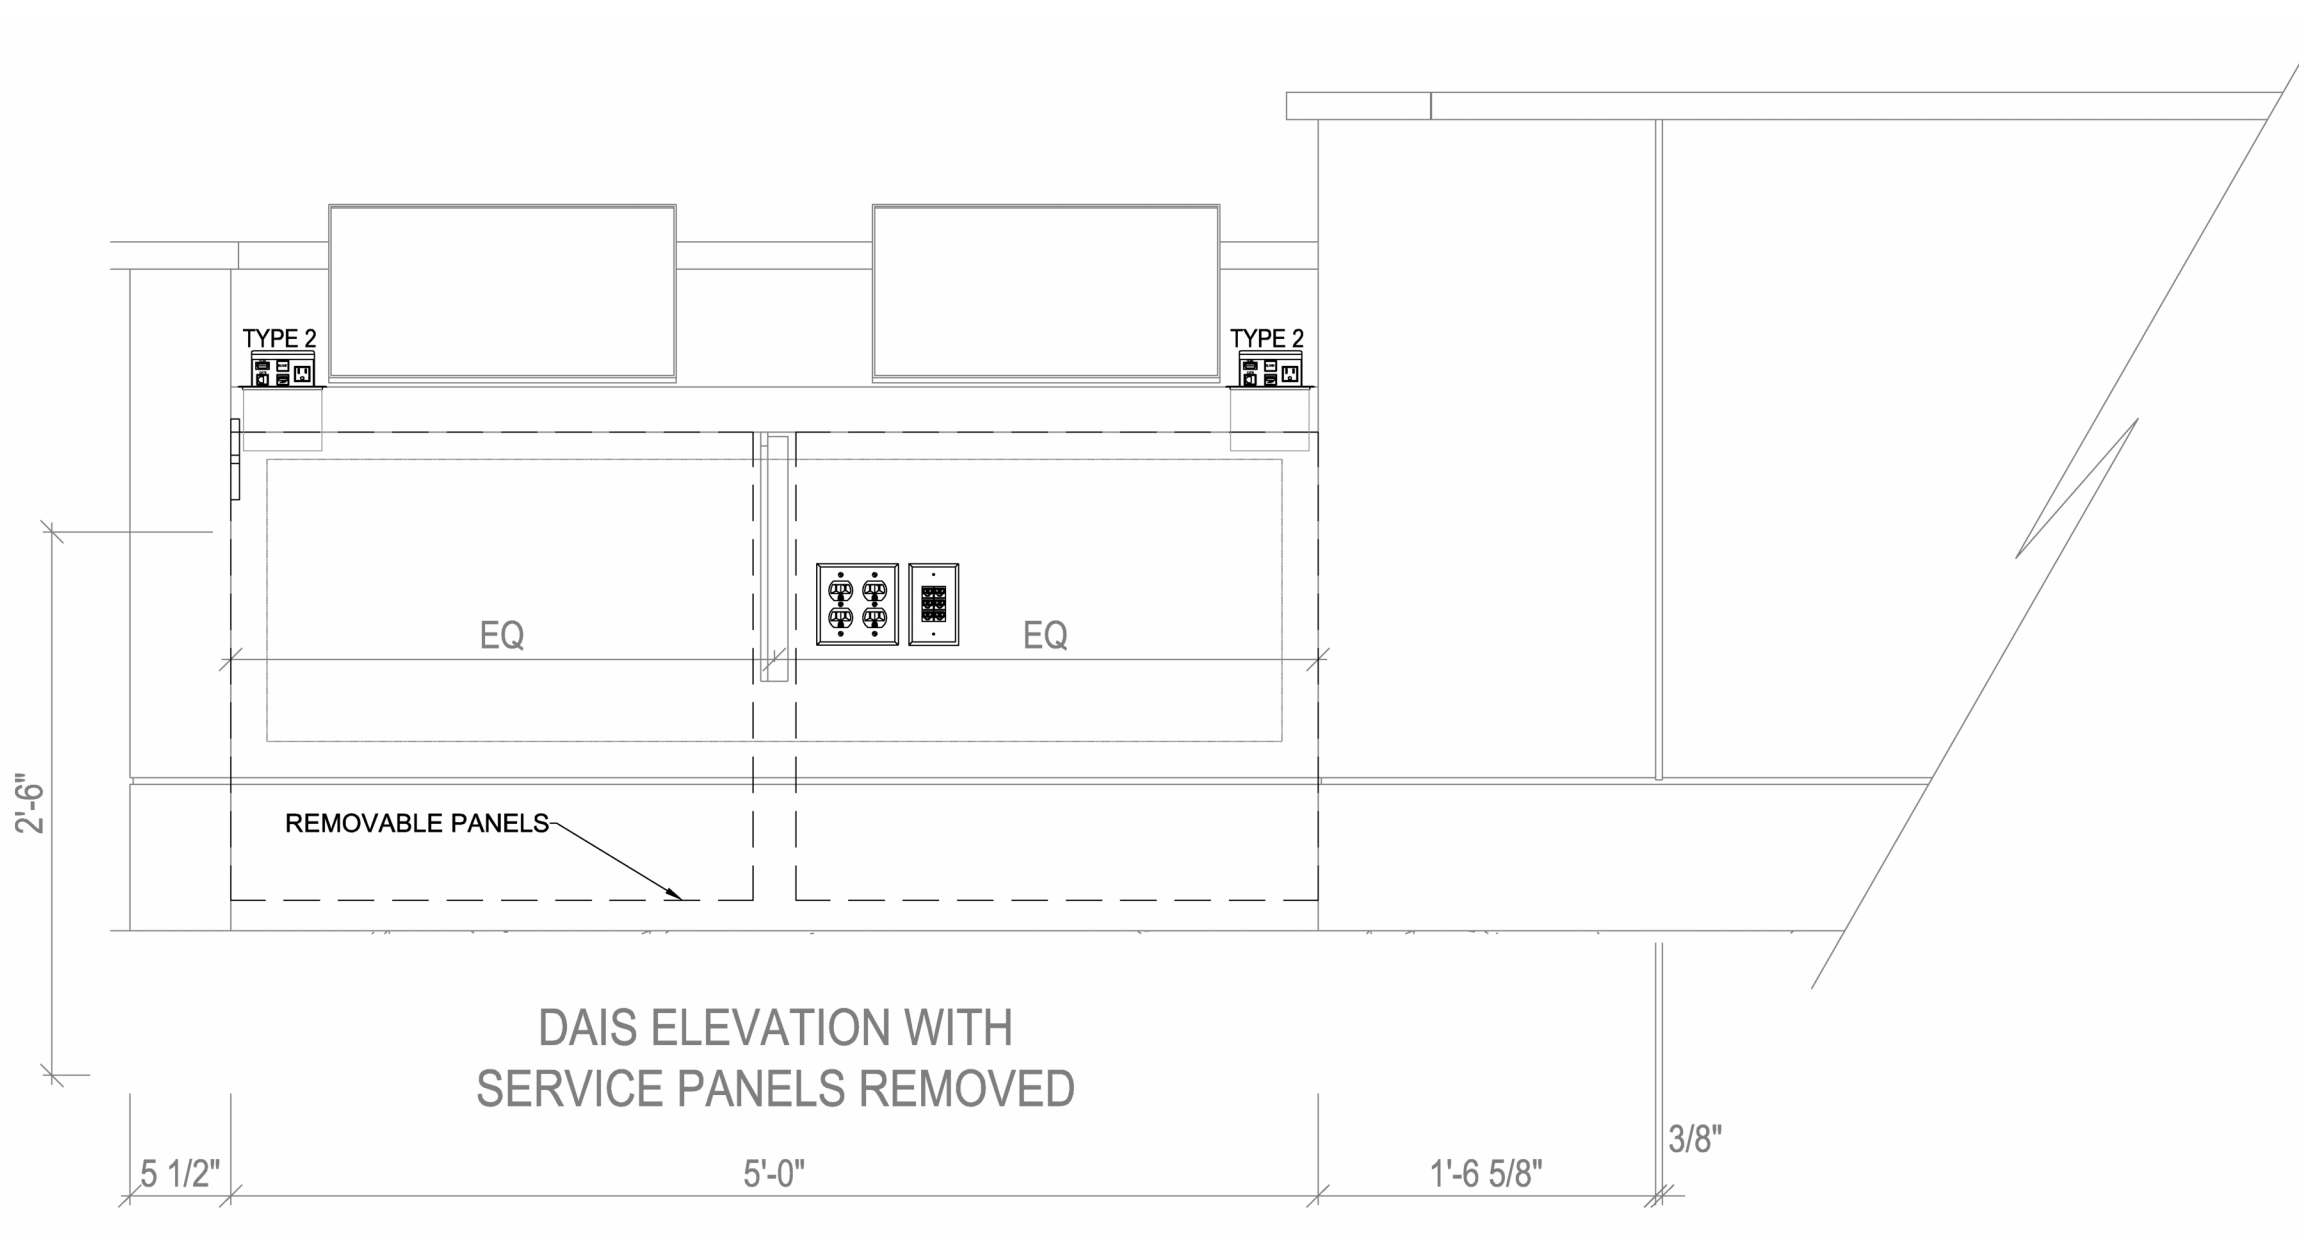 TYPE 2
TYPE 2
EQ
EQ
2'-6"
REMOVABLE PANELS
DAIS ELEVATION WITH
SERVICE PANELS REMOVED
3/8"
5 1/2"
5'-0"
1'-6 5/8"